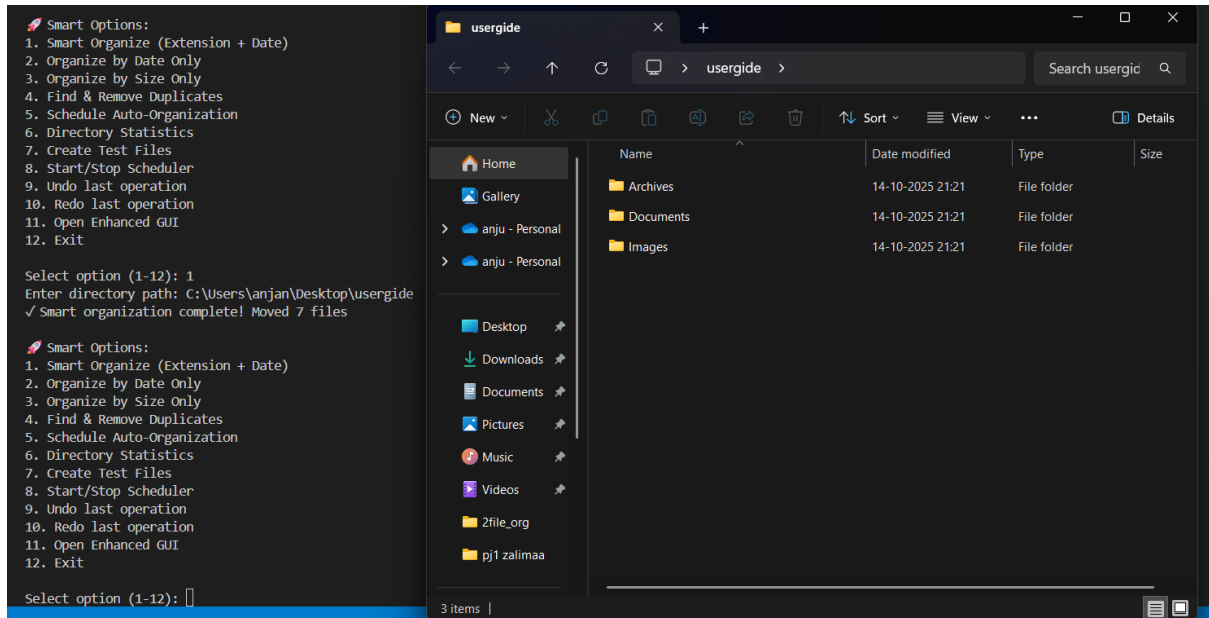 🚀 Smart Options:
1. Smart Organize (Extension + Date)
2. Organize by Date Only
3. Organize by Size Only
4. Find & Remove Duplicates
5. Schedule Auto-Organization
6. Directory Statistics
7. Create Test Files
8. Start/Stop Scheduler
9. Undo last operation
10. Redo last operation
11. Open Enhanced GUI
12. Exit
Select option (1-12): 1
Enter directory path: C:\Users\anjan\Desktop\usergide
✓ Smart organization complete! Moved 7 files
🚀 Smart Options:
1. Smart Organize (Extension + Date)
2. Organize by Date Only
3. Organize by Size Only
4. Find & Remove Duplicates
5. Schedule Auto-Organization
6. Directory Statistics
7. Create Test Files
8. Start/Stop Scheduler
9. Undo last operation
10. Redo last operation
11. Open Enhanced GUI
12. Exit
Select option (1-12):
usergide
usergide
Search usergid
New
Sort
View
Details
Home
Gallery
anju - Personal
anju - Personal
Desktop
Downloads
Documents
Pictures
Music
Videos
2file_org
pj1 zalimaa
Name Date modified Type Size
Archives 14-10-2025 21:21 File folder
Documents 14-10-2025 21:21 File folder
Images 14-10-2025 21:21 File folder
3 items